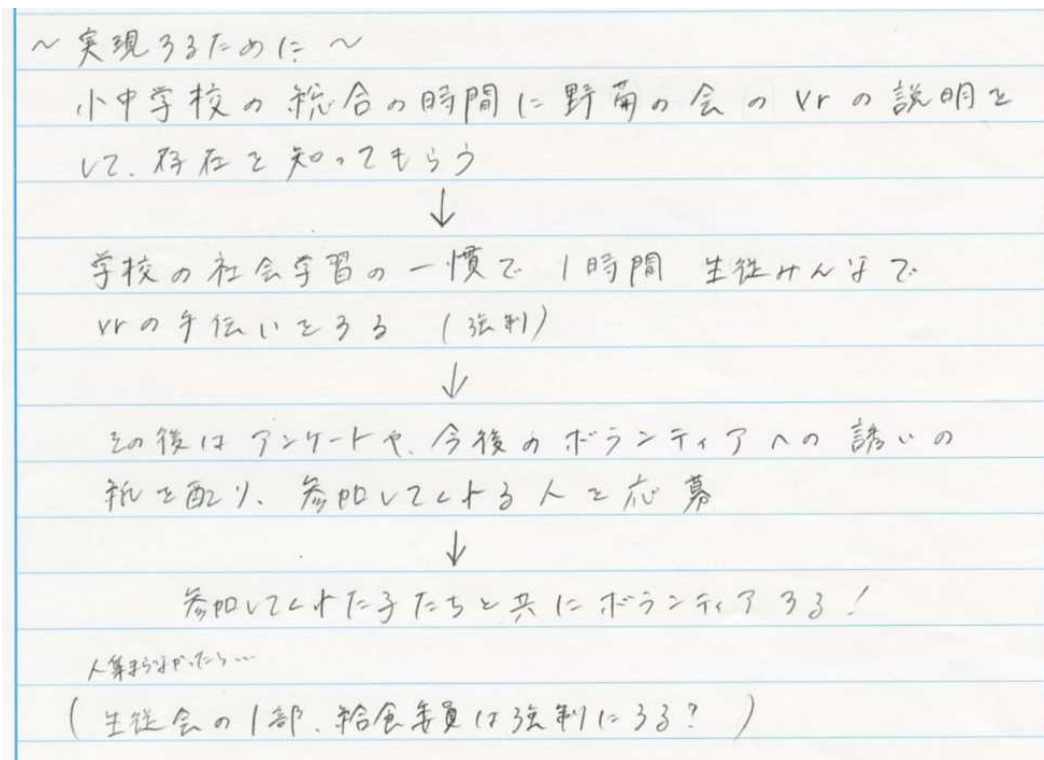 ～実現するために～
小中学校の総合の時間に野菊の会のVrの説明を
して、存在を知ってもらう
↓
学校の社会学習の一慣で 1時間 生徒みんなで
Vrの手伝いをする (強制)
↓
その後はアンケートや、今後のボランティアへの誘いの
紙を配り、参加してくれる人を応募
↓
参加してくれた子たちと共にボランティアする!
人集まらなかったら…
(生徒会の1部、給食委員は強制にする?)